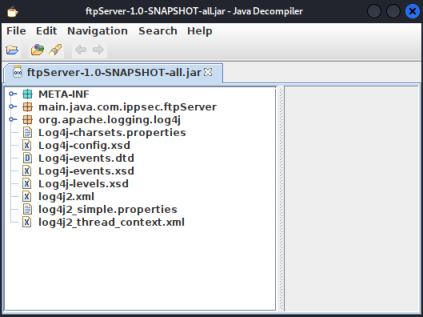 ftpServer-1.0-SNAPSHOT-all.jar - Java Decompiler
File Edit Navigation Search Help
ftpServer-1.0-SNAPSHOT-all.jar
META-INF
main.java.com.ippsec.ftpServer
org.apache.logging.log4j
Log4j-charsets.properties
Log4j-config.xsd
Log4j-events.dtd
Log4j-events.xsd
Log4j-levels.xsd
log4j2.xml
log4j2_simple.properties
log4j2_thread_context.xml